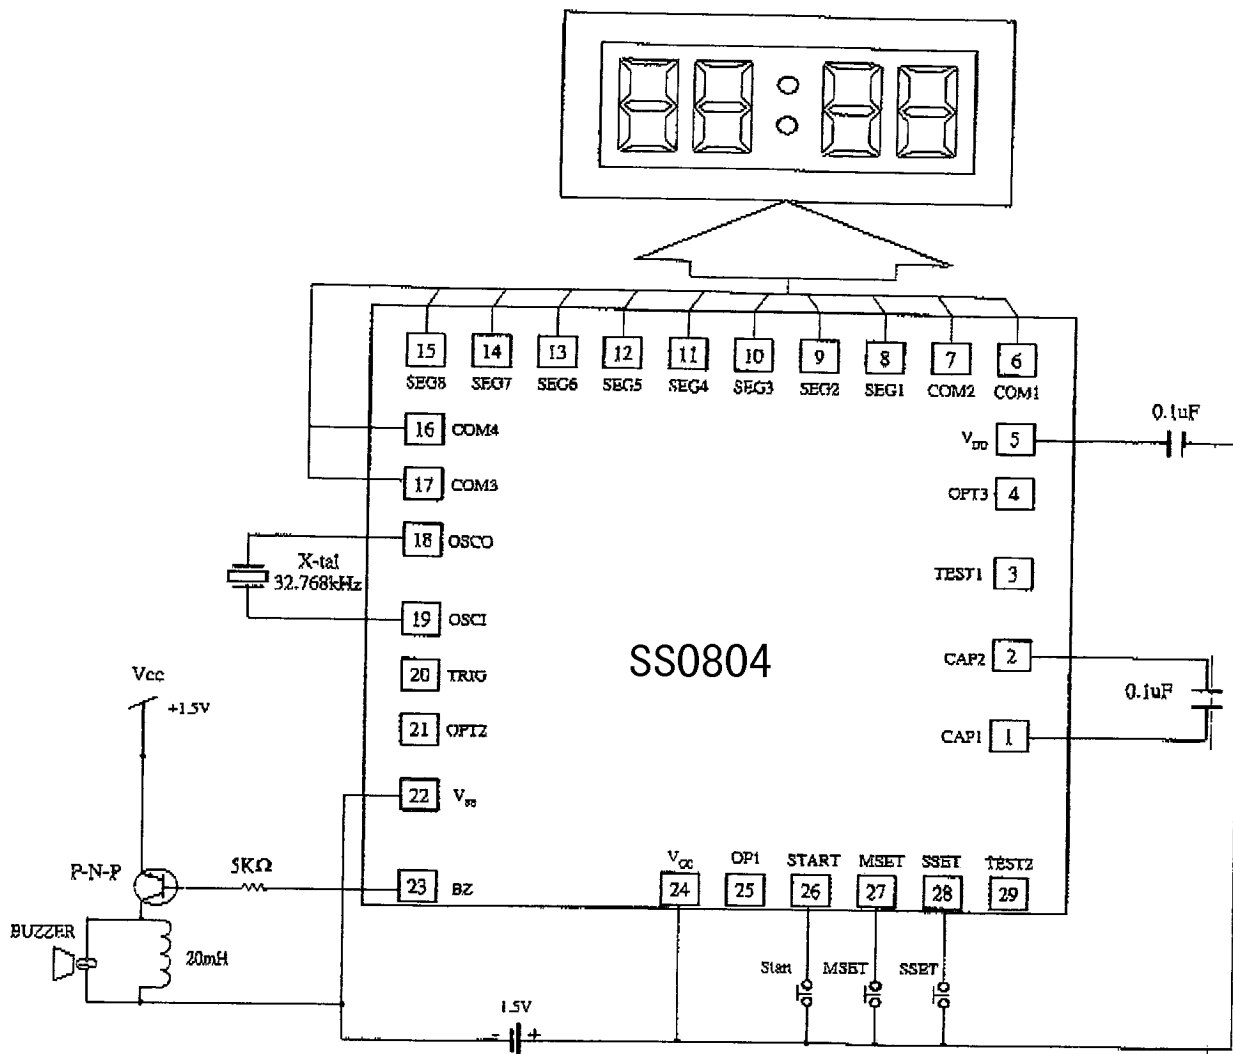 15 14 13 12 11 10 9 8 7 6
SEG8 SEG7 SEG6 SEG5 SEG4 SEG3 SEG2 SEG1 COM2 COM1
16 COM4
17 COM3
18 OSCO
X-tal
32.768kHz
19 OSCI
20 TRIG
21 OPT2
22 Vss
23 BZ
0.1uF
VDD 5
OPT3 4
TEST1 3
CAP2 2
0.1uF
CAP1 1
SS0804
Vcc
+1.5V
P-N-P
5KΩ
BUZZER
20mH
VCC OP1 START MSET SSET TEST2
24 25 26 27 28 29
Start MSET SSET
1.5V
- +